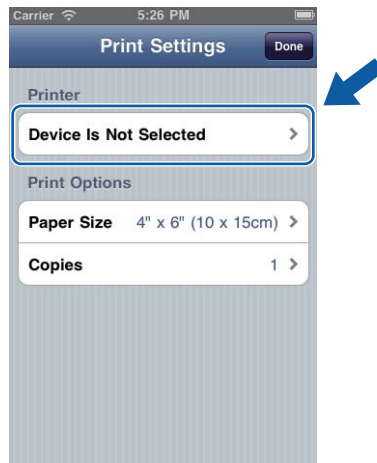 Carrier 5:26 PM
Print Settings Done
Printer
Device Is Not Selected
Print Options
Paper Size 4" x 6" (10 x 15cm)
Copies 1